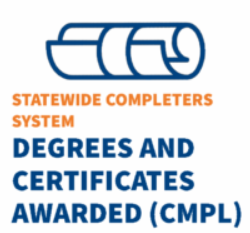 STATEWIDE COMPLETERS
SYSTEM
DEGREES AND
CERTIFICATES
AWARDED (CMPL)